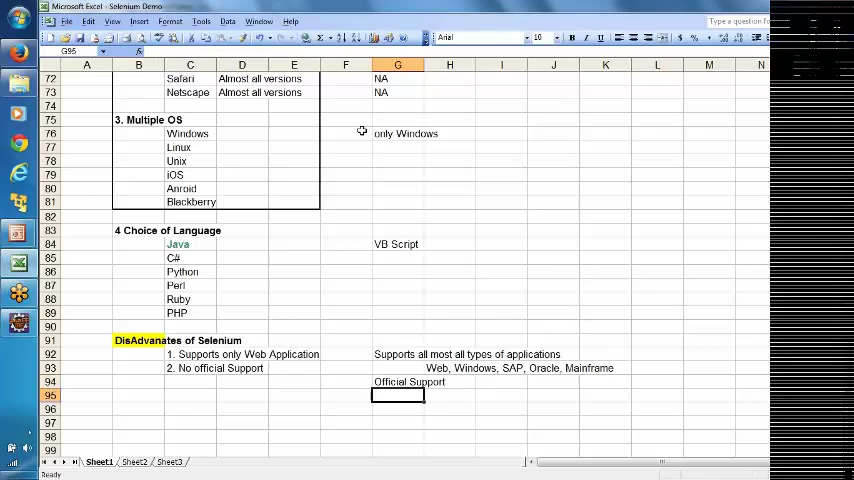 Microsoft Excel - Selenium Demo
File Edit View Insert Format Tools Data Window Help
Type a question
G95 fx
Arial 10 B I U $ %
A B C D E F G H I J K L M N
72 Safari Almost all versions NA
73 Netscape Almost all versions NA
74
75 3. Multiple OS
76 Windows only Windows
77 Linux
78 Unix
79 iOS
80 Anroid
81 Blackberry
82
83 4 Choice of Language
84 Java VB Script
85 C#
86 Python
87 Perl
88 Ruby
89 PHP
90
91 DisAdvanates of Selenium
92 1. Supports only Web Application Supports all most all types of applications
93 2. No official Support Web, Windows, SAP, Oracle, Mainframe
94 Official Support
95
96
97
98
99
Sheet1 Sheet2 Sheet3
Ready